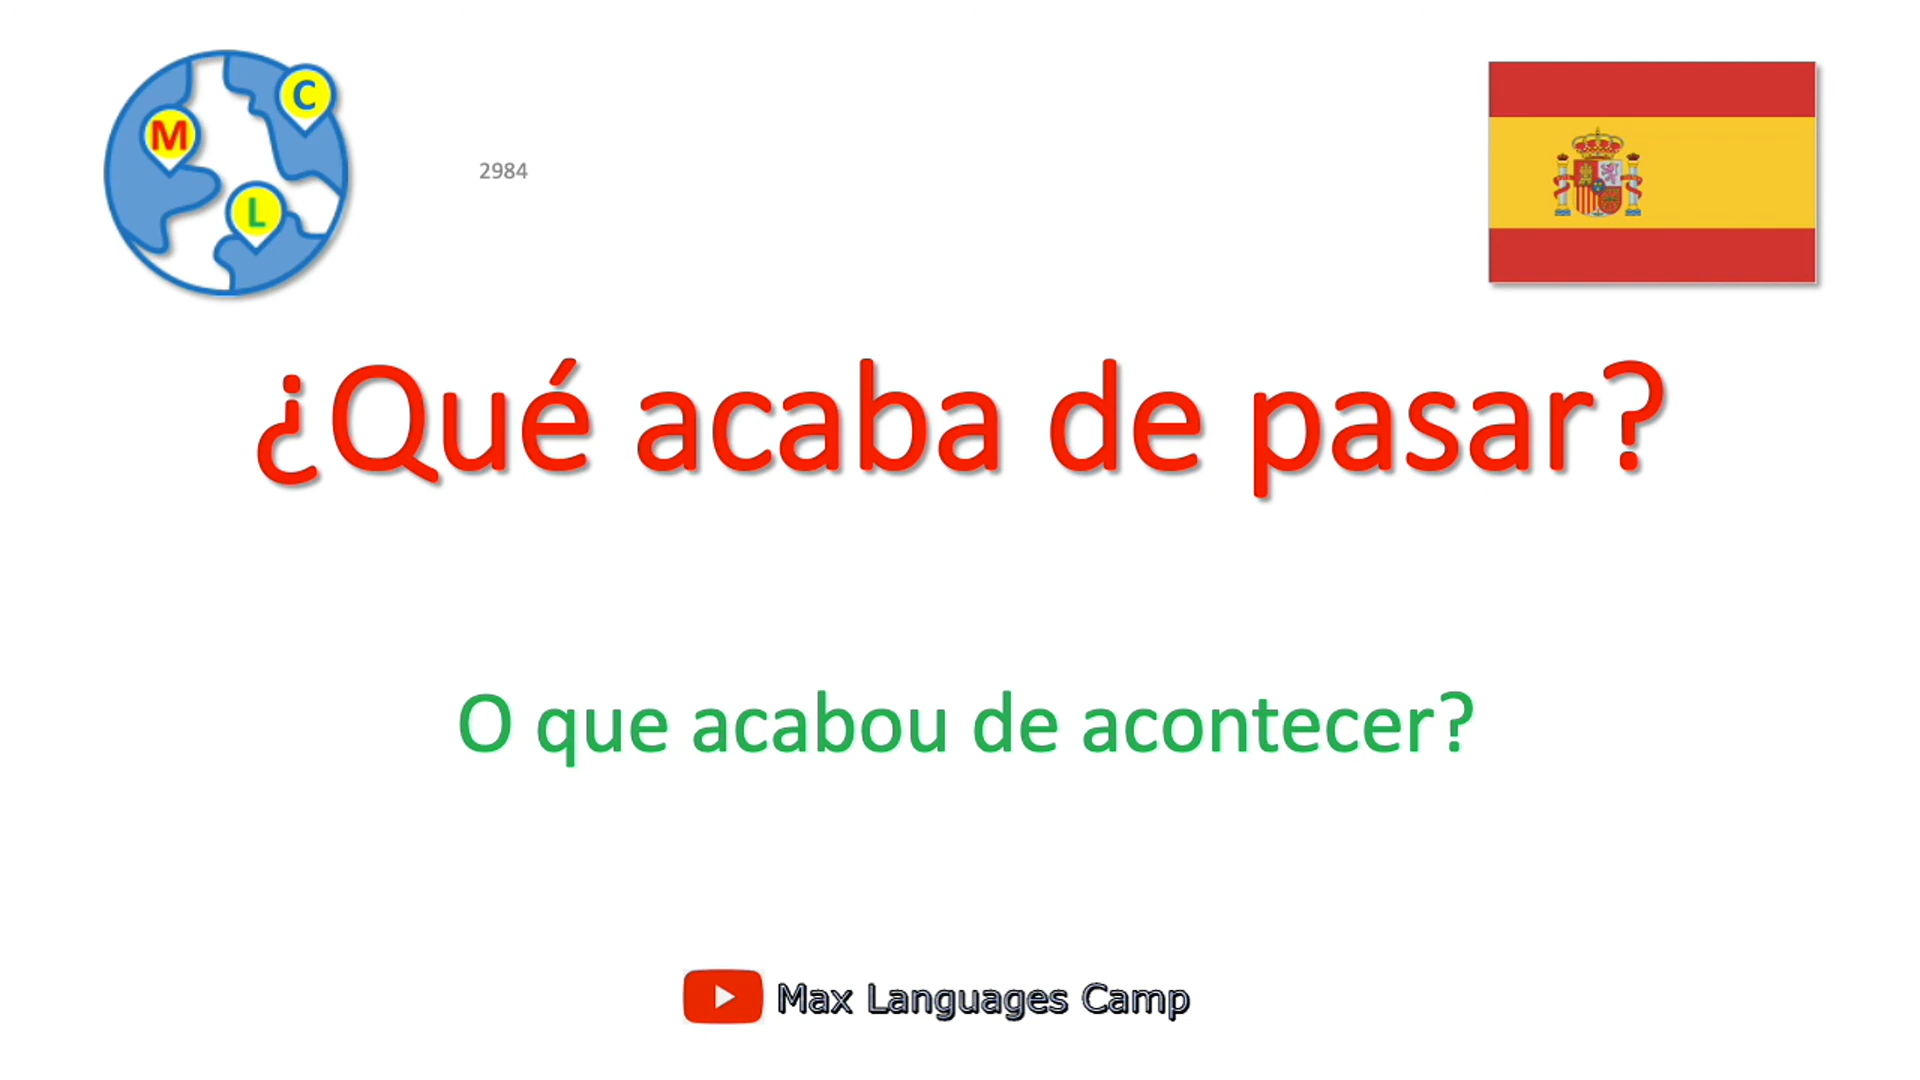 C
M
L
2984
¿Qué acaba de pasar?
O que acabou de acontecer?
Max Languages Camp